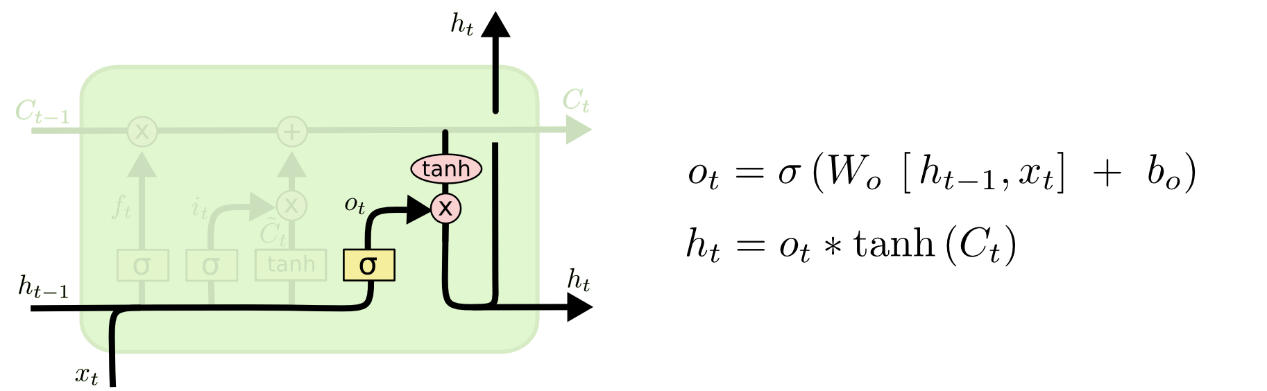 h_t
C_{t-1}
C_t
x
+
tanh
f_t
i_t
x
o_t
x
C̃_t
σ
σ
tanh
σ
h_{t-1}
h_t
x_t
o_t = σ (W_o [h_{t-1}, x_t] + b_o)
h_t = o_t * tanh (C_t)